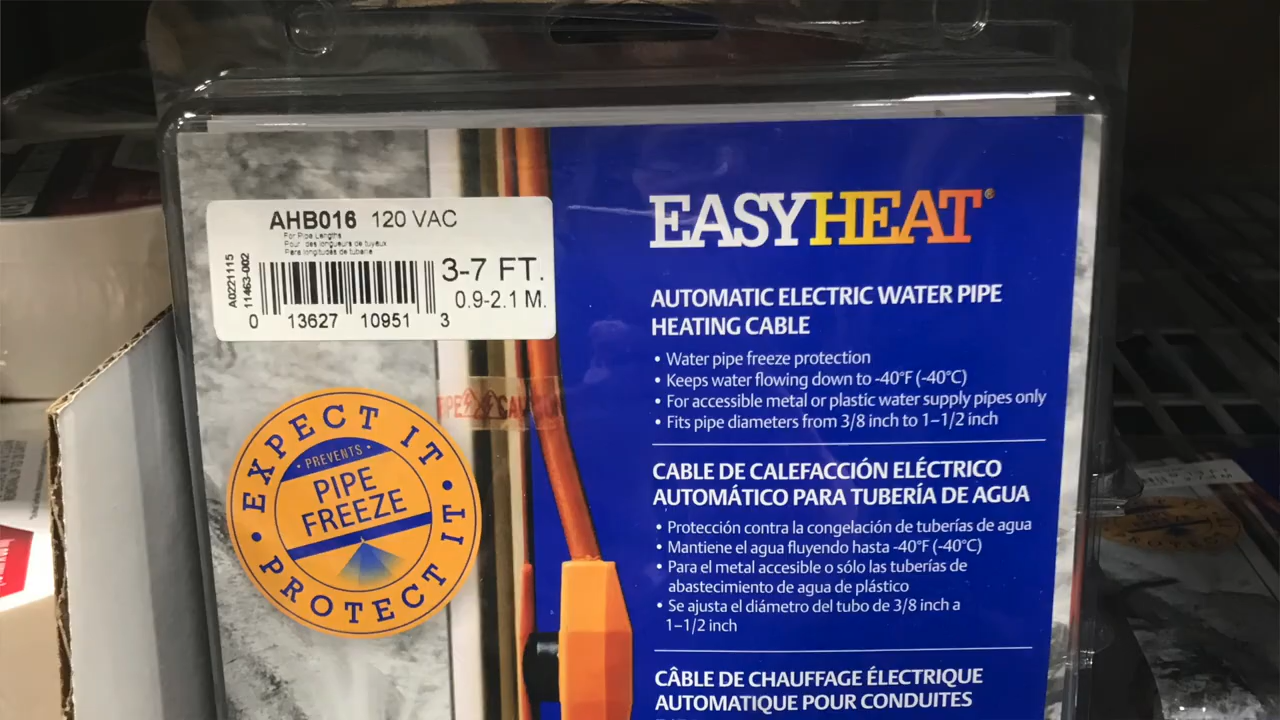 AHB016 120 VAC
For Pipe Lengths
Pour des longueurs de tuyaux
Para longitudes de tubería
A0221115
11463-002
3-7 FT.
0.9-2.1 M.
0 13627 10951 3
EXPECT IT
• PREVENTS •
PIPE
FREEZE
• PROTECT IT •
EASYHEAT®
AUTOMATIC ELECTRIC WATER PIPE
HEATING CABLE
• Water pipe freeze protection
• Keeps water flowing down to -40°F (-40°C)
• For accessible metal or plastic water supply pipes only
• Fits pipe diameters from 3/8 inch to 1–1/2 inch
CABLE DE CALEFACCIÓN ELÉCTRICO
AUTOMÁTICO PARA TUBERÍA DE AGUA
• Protección contra la congelación de tuberías de agua
• Mantiene el agua fluyendo hasta -40°F (-40°C)
• Para el metal accesible o sólo las tuberías de
abastecimiento de agua de plástico
• Se ajusta el diámetro del tubo de 3/8 inch a
1–1/2 inch
CÂBLE DE CHAUFFAGE ÉLECTRIQUE
AUTOMATIQUE POUR CONDUITES